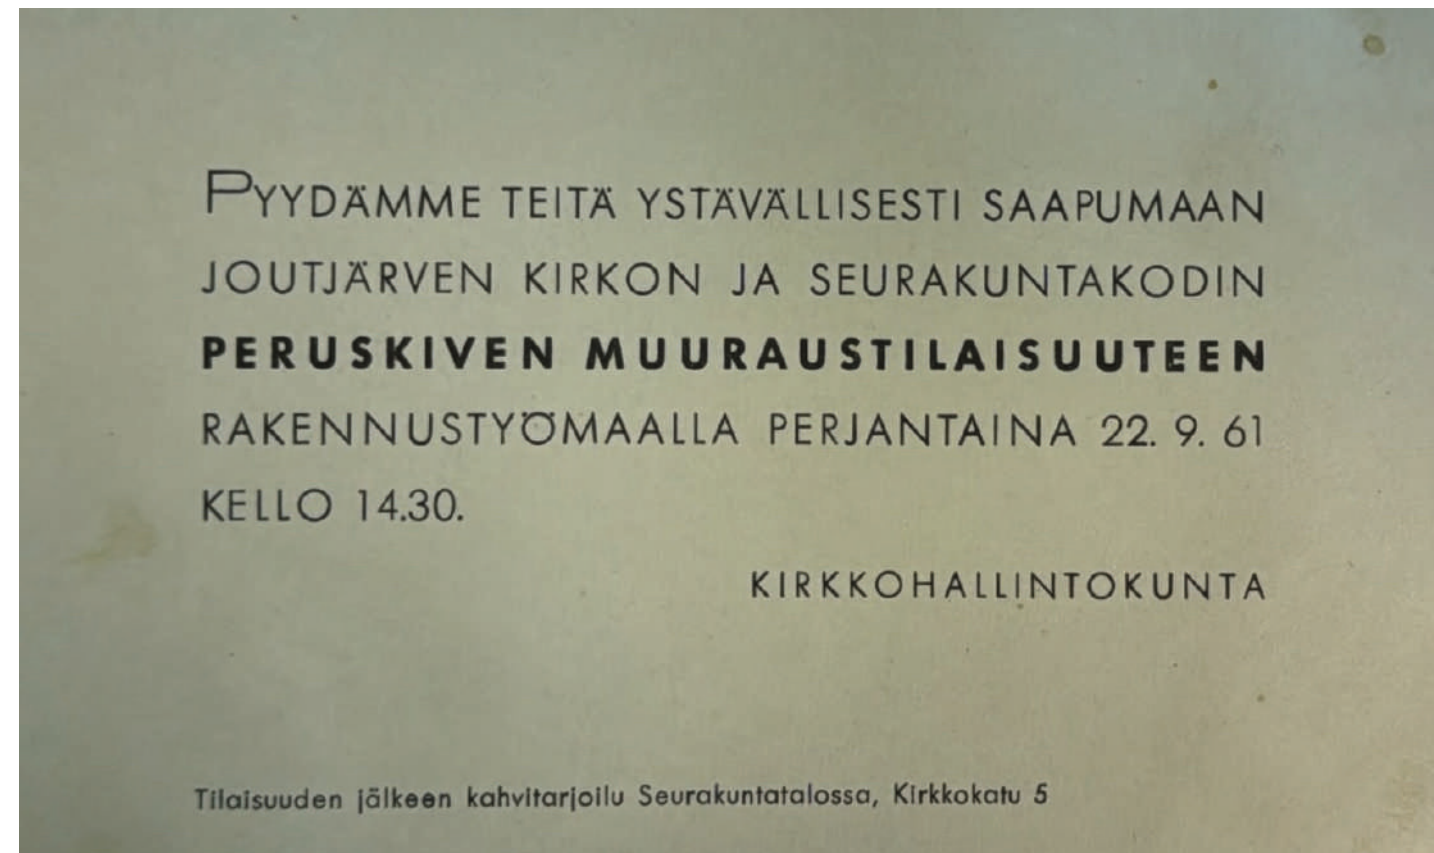 PYYDÄMME TEITÄ YSTÄVÄLLISESTI SAAPUMAAN
JOUTJÄRVEN KIRKON JA SEURAKUNTAKODIN
PERUSKIVEN MUURAUSTILAISUUTEEN
RAKENNUSTYÖMAALLA PERJANTAINA 22. 9. 61
KELLO 14.30.
KIRKKOHALLINTOKUNTA
Tilaisuuden jälkeen kahvitarjoilu Seurakuntatalossa, Kirkkokatu 5